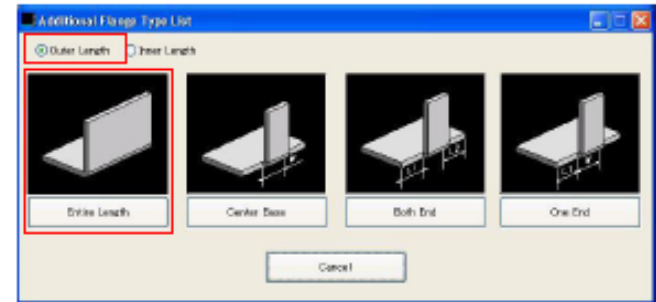 Additional Flange Type List
Outer Length Inner Length
Entire Length Center Base Both End One End
Cancel